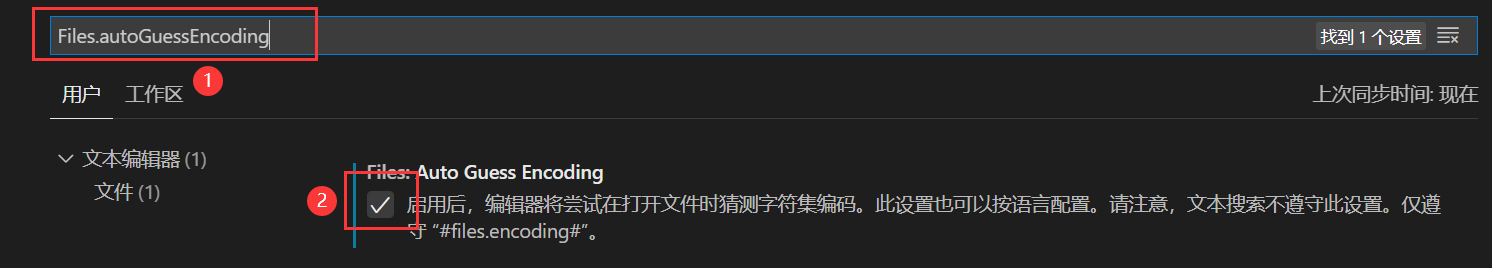 Files.autoGuessEncoding
找到 1 个设置
1
用户 工作区
上次同步时间: 现在
文本编辑器 (1)
文件 (1)
Files: Auto Guess Encoding
2
启用后，编辑器将尝试在打开文件时猜测字符集编码。此设置也可以按语言配置。请注意，文本搜索不遵守此设置。仅遵
守 “#files.encoding#”。